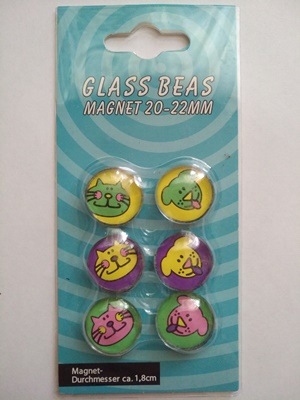 GLASS BEAS
MAGNET 20-22MM
Magnet-
Durchmesser ca. 1,8cm